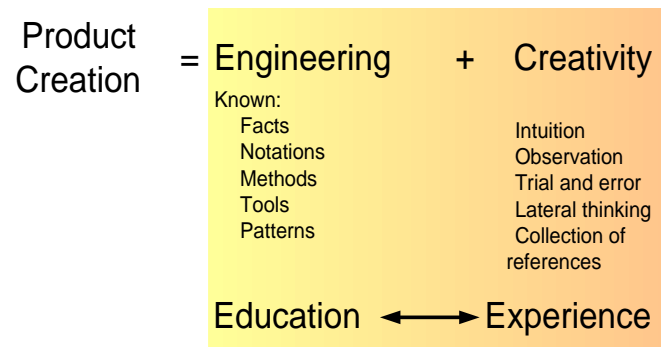 Product
Creation
= Engineering + Creativity
Known:
Facts
Notations
Methods
Tools
Patterns
Intuition
Observation
Trial and error
Lateral thinking
Collection of
references
Education Experience